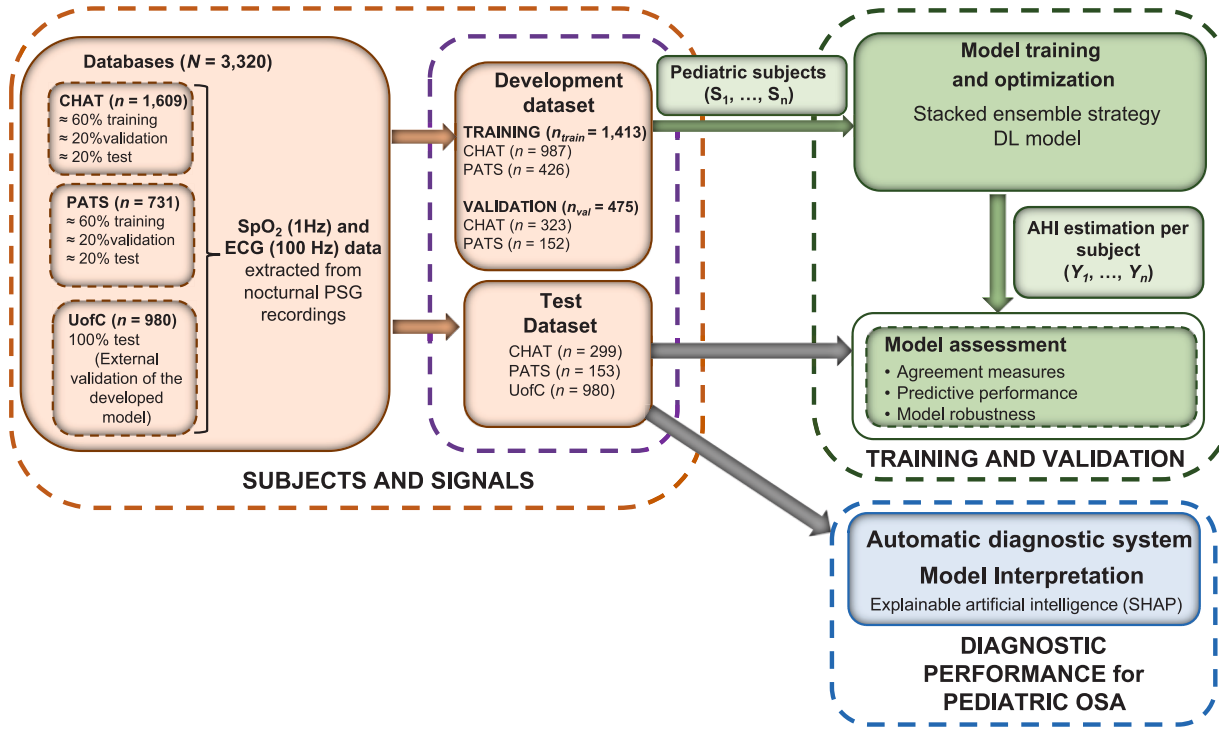 Databases (N = 3,320)
CHAT (n = 1,609)
≈ 60% training
≈ 20%validation
≈ 20% test
PATS (n = 731)
≈ 60% training
≈ 20%validation
≈ 20% test
UofC (n = 980)
100% test
(External
validation of the
developed model)
SpO₂ (1Hz) and
ECG (100 Hz) data
extracted from
nocturnal PSG
recordings
Development
dataset
TRAINING (n_train = 1,413)
CHAT (n = 987)
PATS (n = 426)
VALIDATION (n_val = 475)
CHAT (n = 323)
PATS (n = 152)
Test
Dataset
CHAT (n = 299)
PATS (n = 153)
UofC (n = 980)
SUBJECTS AND SIGNALS
Pediatric subjects
(S₁, …, Sₙ)
Model training
and optimization
Stacked ensemble strategy
DL model
AHI estimation per
subject
(Y₁, …, Yₙ)
Model assessment
• Agreement measures
• Predictive performance
• Model robustness
TRAINING AND VALIDATION
Automatic diagnostic system
Model Interpretation
Explainable artificial intelligence (SHAP)
DIAGNOSTIC
PERFORMANCE for
PEDIATRIC OSA